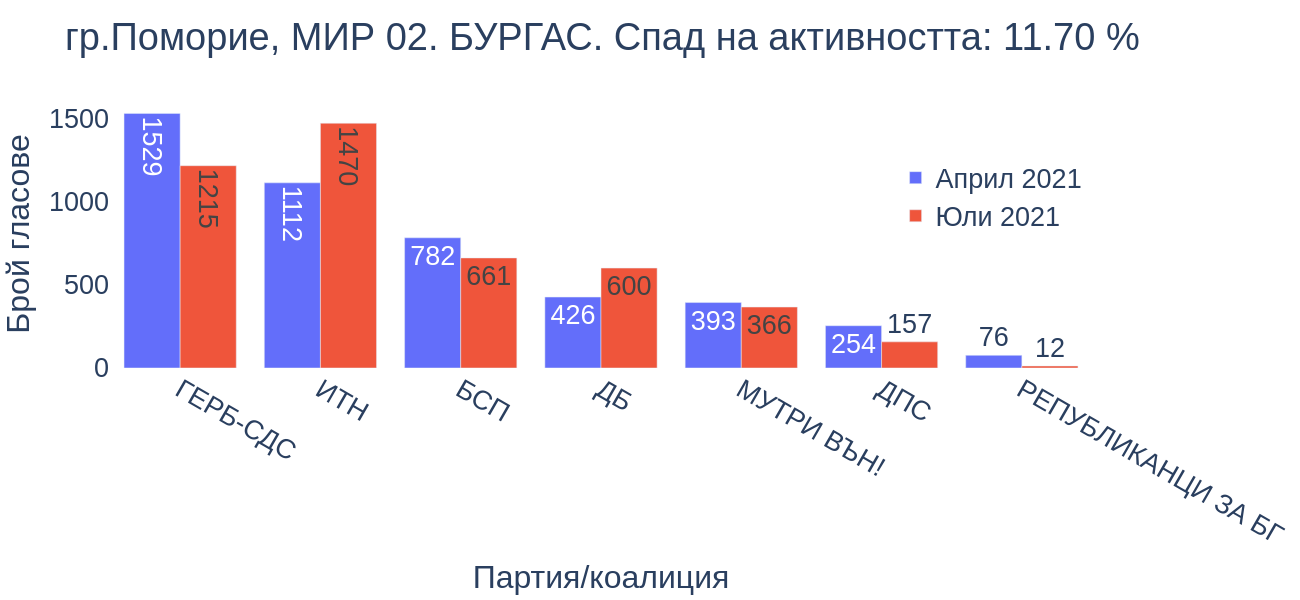 гр.Поморие, МИР 02. БУРГАС. Спад на активността: 11.70 %
Брой гласове
1500
1000
500
0
1529
1215
1112
1470
782
661
426
600
393
366
254
157
76
12
Април 2021
Юли 2021
ГЕРБ-СДС
ИТН
БСП
ДБ
МУТРИ ВЪН!
ДПС
РЕПУБЛИКАНЦИ ЗА БГ
Партия/коалиция